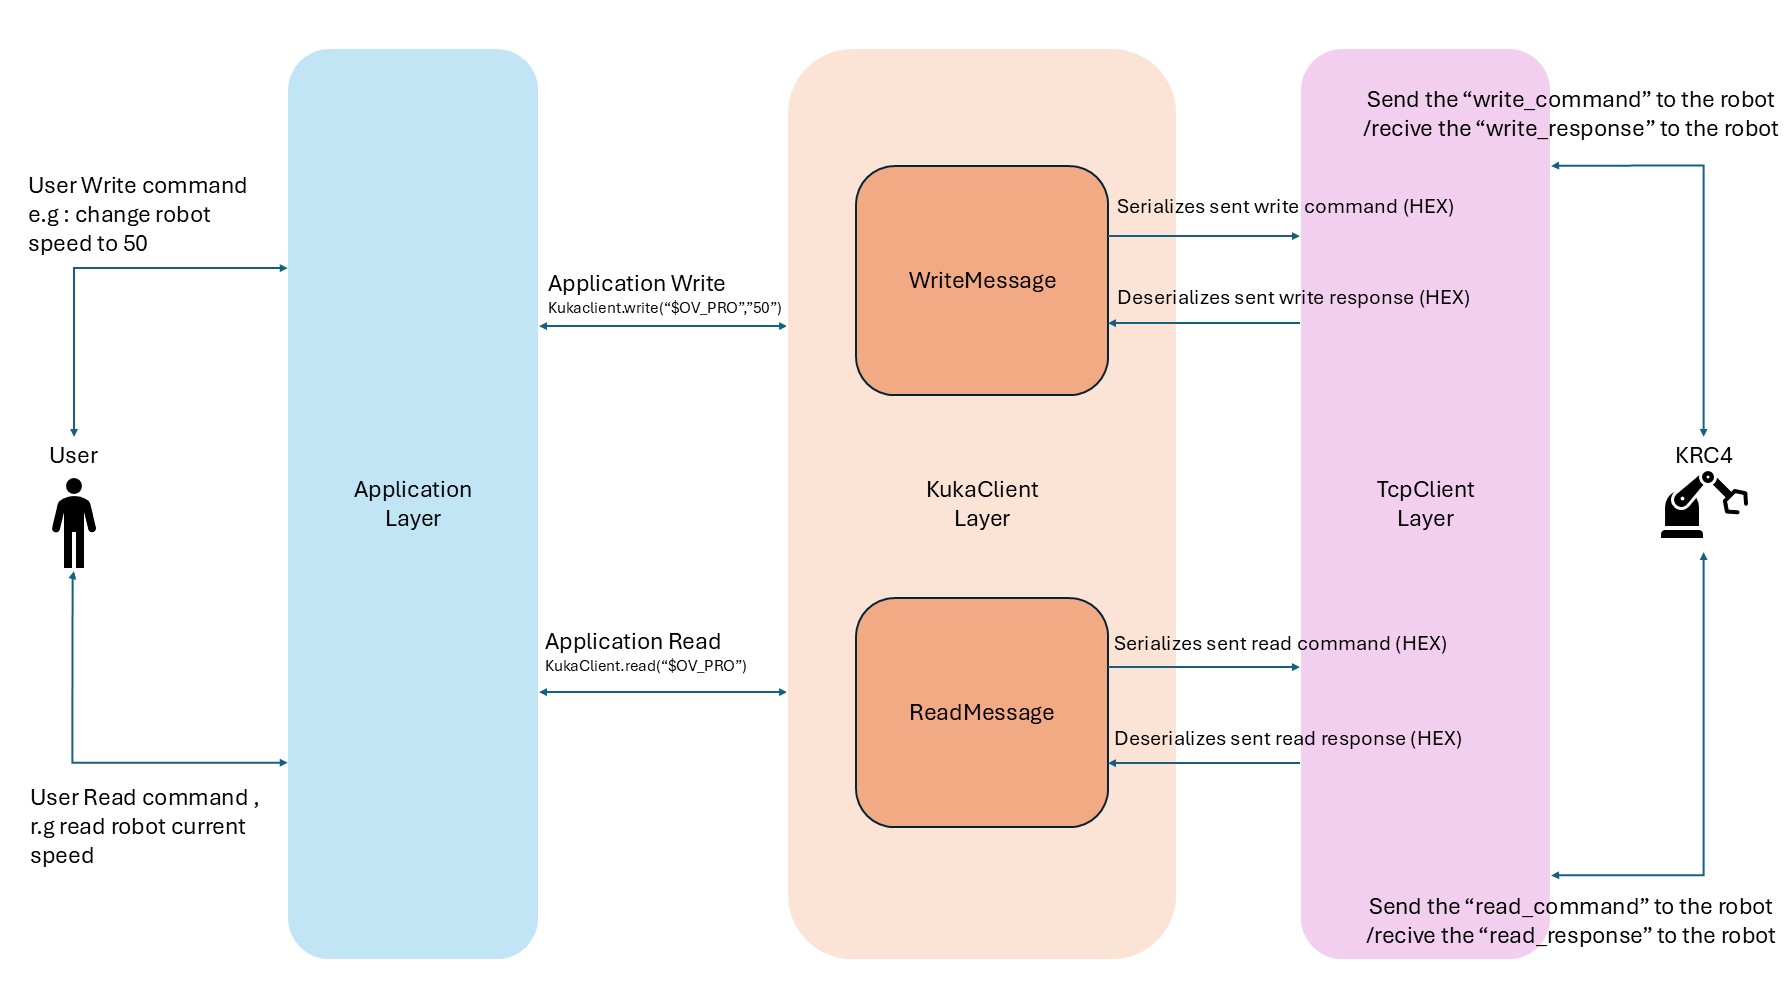 User Write command
e.g : change robot
speed to 50
User
User Read command ,
r.g read robot current
speed
Application
Layer
Application Write
Kukaclient.write(“$OV_PRO”,”50”)
Application Read
KukaClient.read(“$OV_PRO”)
WriteMessage
KukaClient
Layer
ReadMessage
Serializes sent write command (HEX)
Deserializes sent write response (HEX)
Serializes sent read command (HEX)
Deserializes sent read response (HEX)
TcpClient
Layer
Send the “write_command” to the robot
/recive the “write_response” to the robot
KRC4
Send the “read_command” to the robot
/recive the “read_response” to the robot